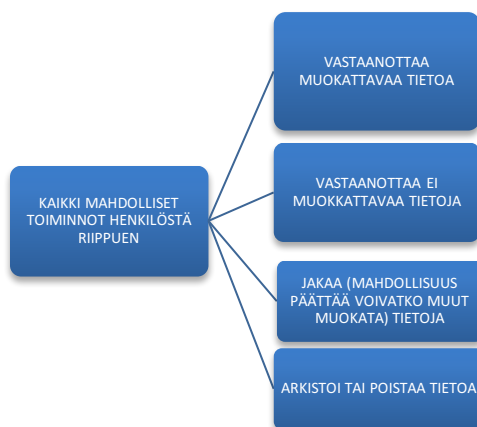 VASTAANOTTAA
MUOKATTAVAA TIETOA
KAIKKI MAHDOLLISET
TOIMINNOT HENKILÖSTÄ
RIIPPUEN
VASTAANOTTAA EI
MUOKKATTAVAA TIETOJA
JAKAA (MAHDOLLISUUS
PÄÄTTÄÄ VOIVATKO MUUT
MUOKATA) TIETOJA
ARKISTOI TAI POISTAA TIETOA